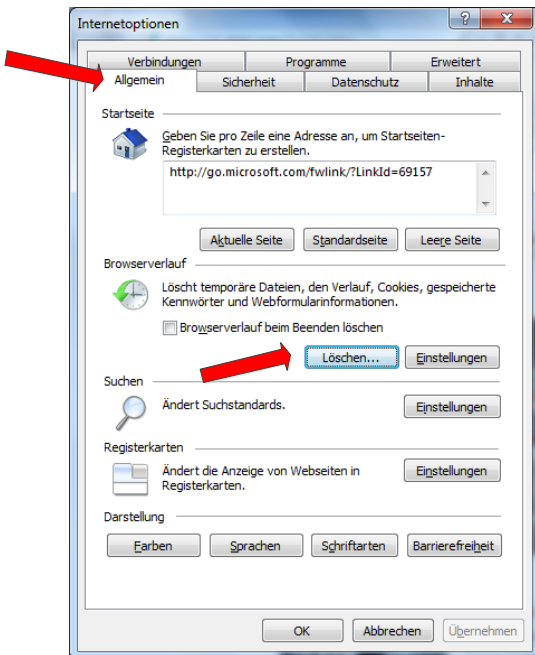 Internetoptionen
?
X
Verbindungen Programme Erweitert
Allgemein Sicherheit Datenschutz Inhalte
Startseite
Geben Sie pro Zeile eine Adresse an, um Startseiten-
Registerkarten zu erstellen.
http://go.microsoft.com/fwlink/?LinkId=69157
Aktuelle Seite Standardseite Leere Seite
Browserverlauf
Löscht temporäre Dateien, den Verlauf, Cookies, gespeicherte
Kennwörter und Webformularinformationen.
Browserverlauf beim Beenden löschen
Löschen... Einstellungen
Suchen
Ändert Suchstandards. Einstellungen
Registerkarten
Ändert die Anzeige von Webseiten in Einstellungen
Registerkarten.
Darstellung
Farben Sprachen Schriftarten Barrierefreiheit
OK Abbrechen Übernehmen